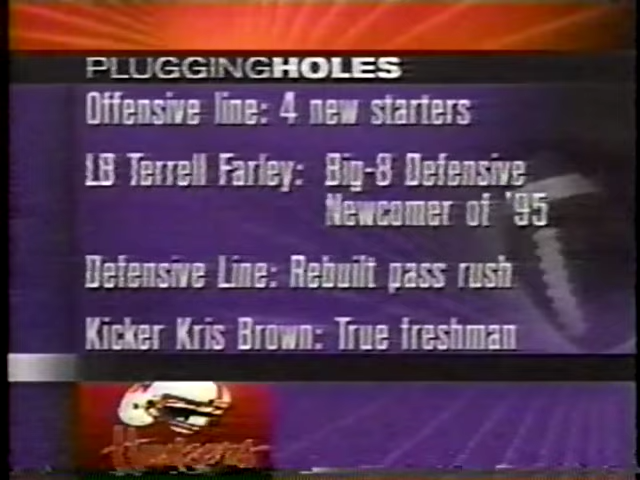 PLUGGINGHOLES
Offensive line: 4 new starters
LB Terrell Farley: Big-8 Defensive
Newcomer of '95
Defensive Line: Rebuilt pass rush
Kicker Kris Brown: True freshman
Huskers